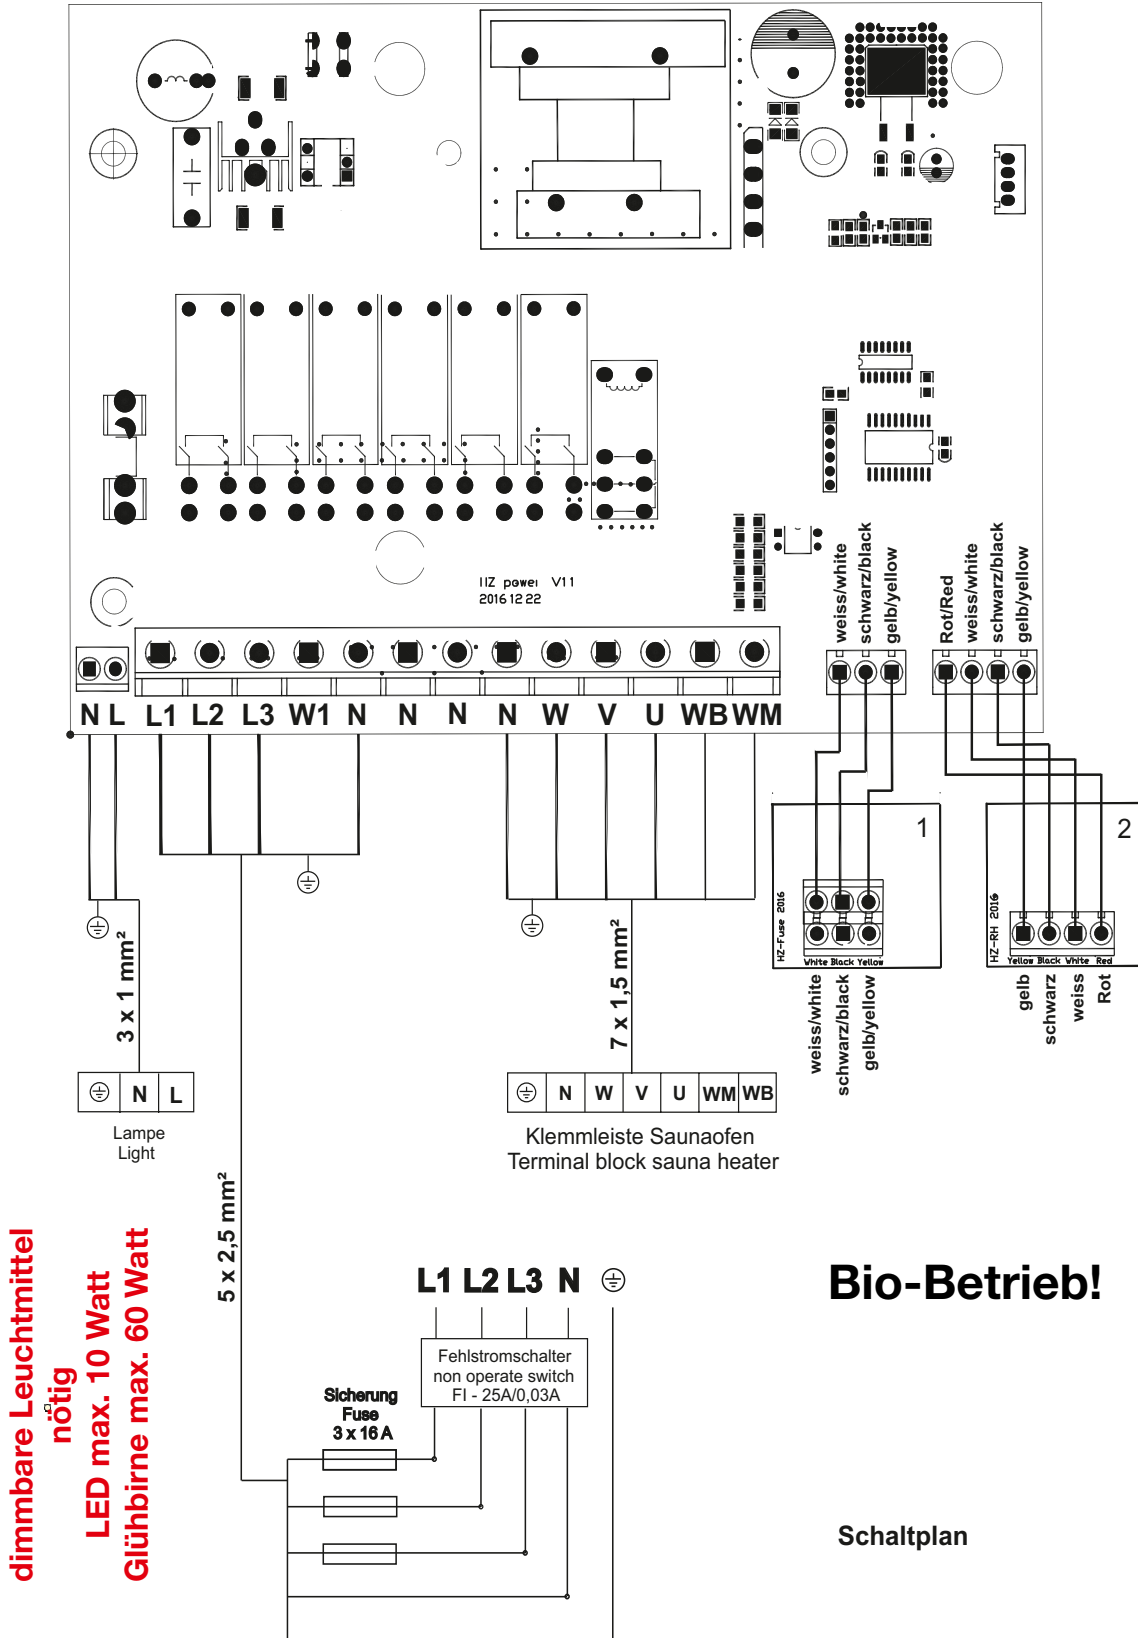 IIZ power V11
2016 12 22
weiss/white
schwarz/black
gelb/yellow
Rot/Red
weiss/white
schwarz/black
gelb/yellow
N L L1 L2 L3 W1 N N N N W V U WB WM
1
2
HZ-Fuse 2016
White Black Yellow
HZ-RH 2016
Yellow Black White Red
weiss/white
schwarz/black
gelb/yellow
gelb
schwarz
weiss
Rot
3 x 1 mm²
7 x 1,5 mm²
N L
Lampe
Light
N W V U WM WB
Klemmleiste Saunaofen
Terminal block sauna heater
5 x 2,5 mm²
dimmbare Leuchtmittel
nötig
LED max. 10 Watt
Glühbirne max. 60 Watt
L1 L2 L3 N
Fehlstromschalter
non operate switch
FI - 25A/0,03A
Sicherung
Fuse
3 x 16 A
Bio-Betrieb!
Schaltplan